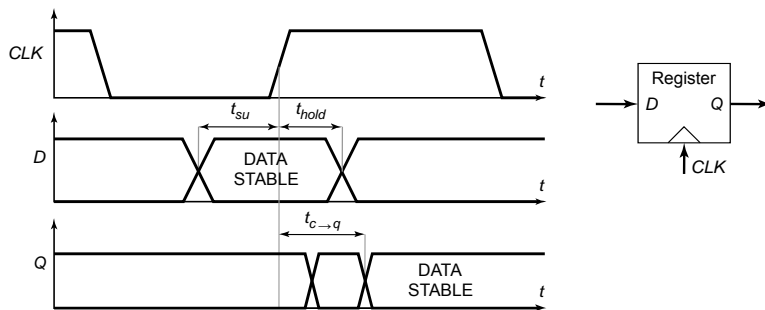 CLK
t
t_su
t_hold
D
DATA
STABLE
t
t_c→q
Q
DATA
STABLE
t
Register
D
Q
CLK